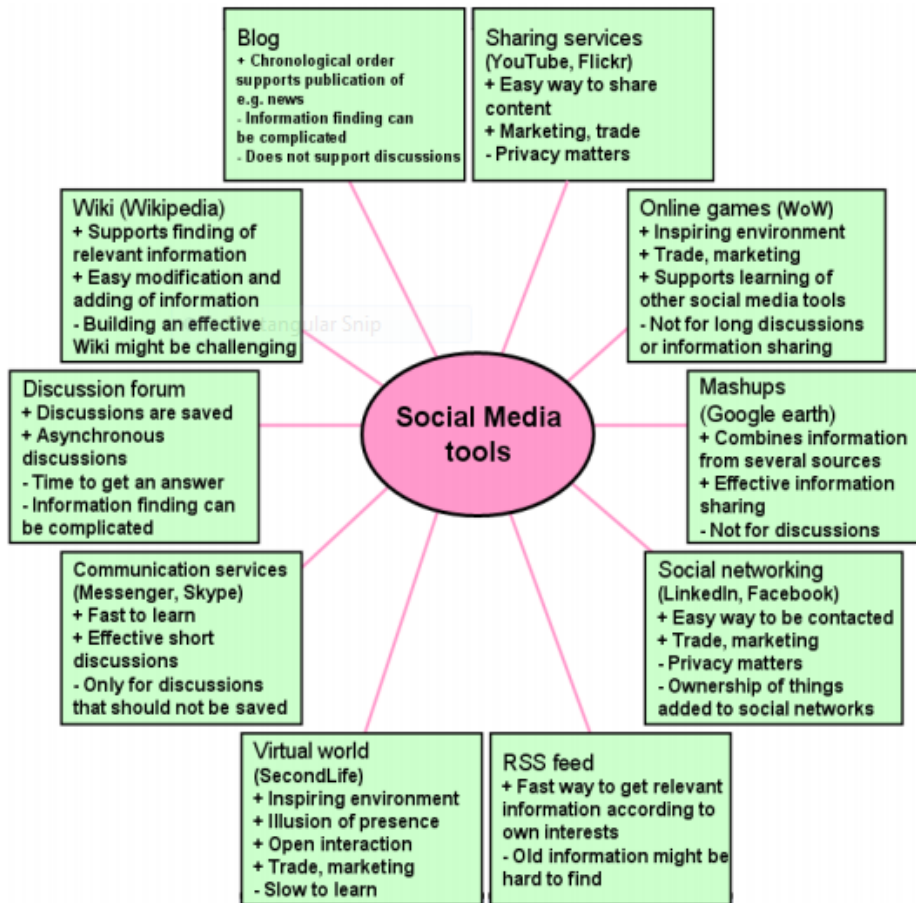 Blog
+ Chronological order
supports publication of
e.g. news
- Information finding can
be complicated
- Does not support discussions
Sharing services
(YouTube, Flickr)
+ Easy way to share
content
+ Marketing, trade
- Privacy matters
Wiki (Wikipedia)
+ Supports finding of
relevant information
+ Easy modification and
adding of information
- Building an effective
Wiki might be challenging
Online games (WoW)
+ Inspiring environment
+ Trade, marketing
+ Supports learning of
other social media tools
- Not for long discussions
or information sharing
Discussion forum
+ Discussions are saved
+ Asynchronous
discussions
- Time to get an answer
- Information finding can
be complicated
Social Media
tools
Mashups
(Google earth)
+ Combines information
from several sources
+ Effective information
sharing
- Not for discussions
Communication services
(Messenger, Skype)
+ Fast to learn
+ Effective short
discussions
- Only for discussions
that should not be saved
Social networking
(LinkedIn, Facebook)
+ Easy way to be contacted
+ Trade, marketing
- Privacy matters
- Ownership of things
added to social networks
Virtual world
(SecondLife)
+ Inspiring environment
+ Illusion of presence
+ Open interaction
+ Trade, marketing
- Slow to learn
RSS feed
+ Fast way to get relevant
information according to
own interests
- Old information might be
hard to find
Snip